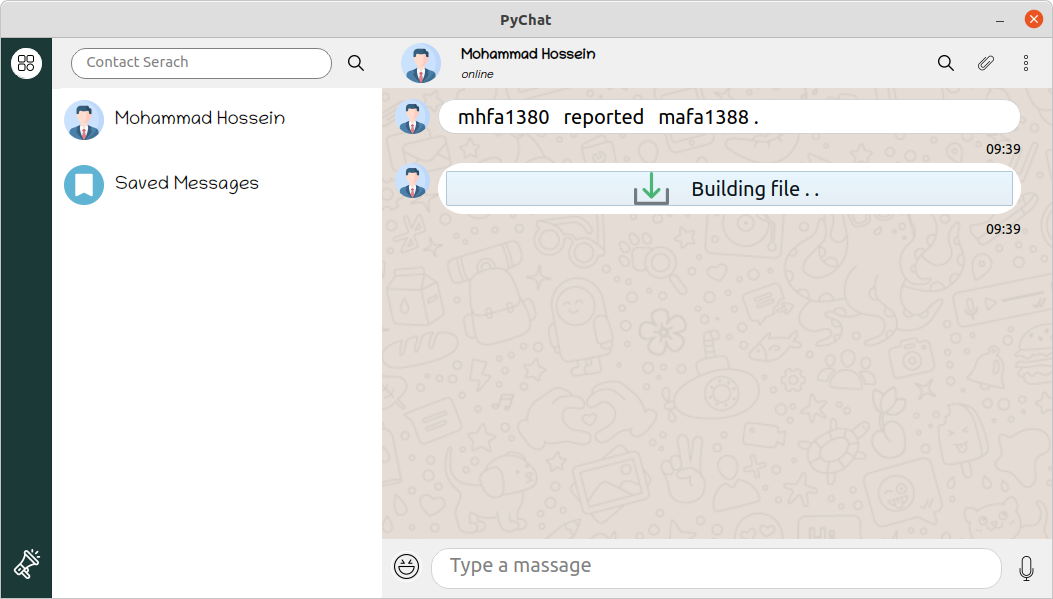 PyChat
Contact Serach
Mohammad Hossein
online
Mohammad Hossein
Saved Messages
mhfa1380 reported mafa1388 .
09:39
Building file . .
09:39
Type a massage